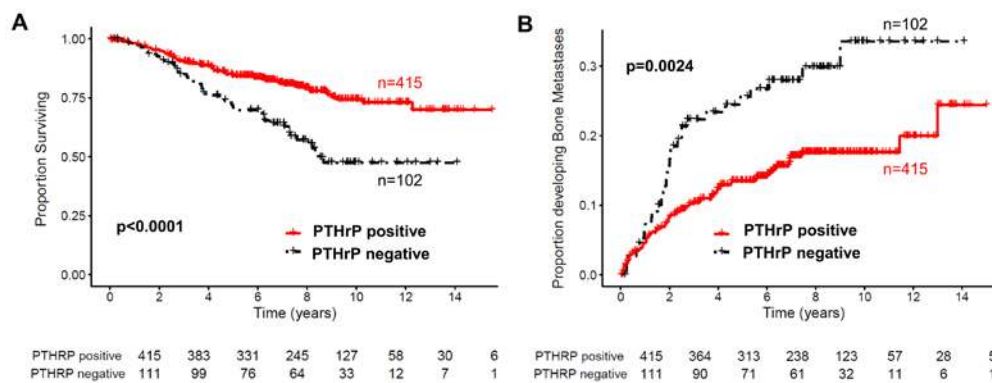 A
Proportion Surviving
1.00
0.75
0.50
0.25
0.00
n=415
n=102
p<0.0001
PTHrP positive
PTHrP negative
0 2 4 6 8 10 12 14
Time (years)
PTHRP positive 415 383 331 245 127 58 30 6
PTHRP negative 111 99 76 64 33 12 7 1
B
Proportion developing Bone Metastases
0.3
0.2
0.1
0.0
n=102
p=0.0024
n=415
PTHrP positive
PTHrP negative
0 2 4 6 8 10 12 14
Time (years)
PTHRP positive 415 364 313 238 123 57 28 5
PTHRP negative 111 90 71 61 32 11 6 1